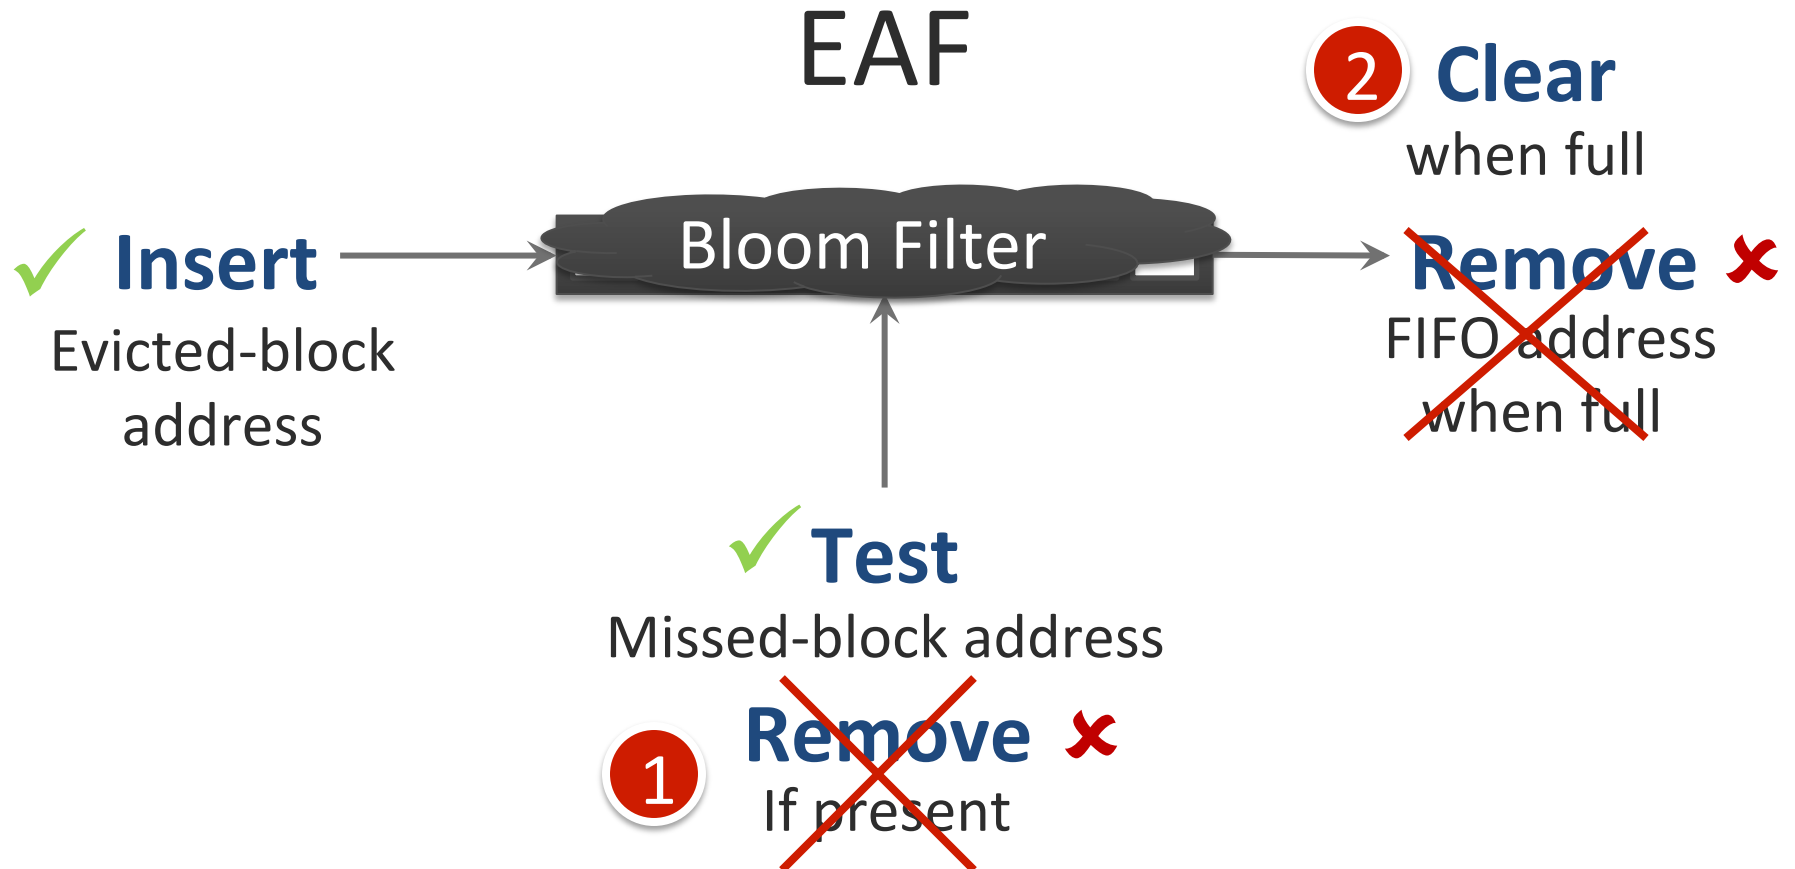 EAF
2
Clear
when full
Insert
Evicted-block
address
Bloom Filter
Remove
FIFO address
when full
Test
Missed-block address
1
Remove
If present